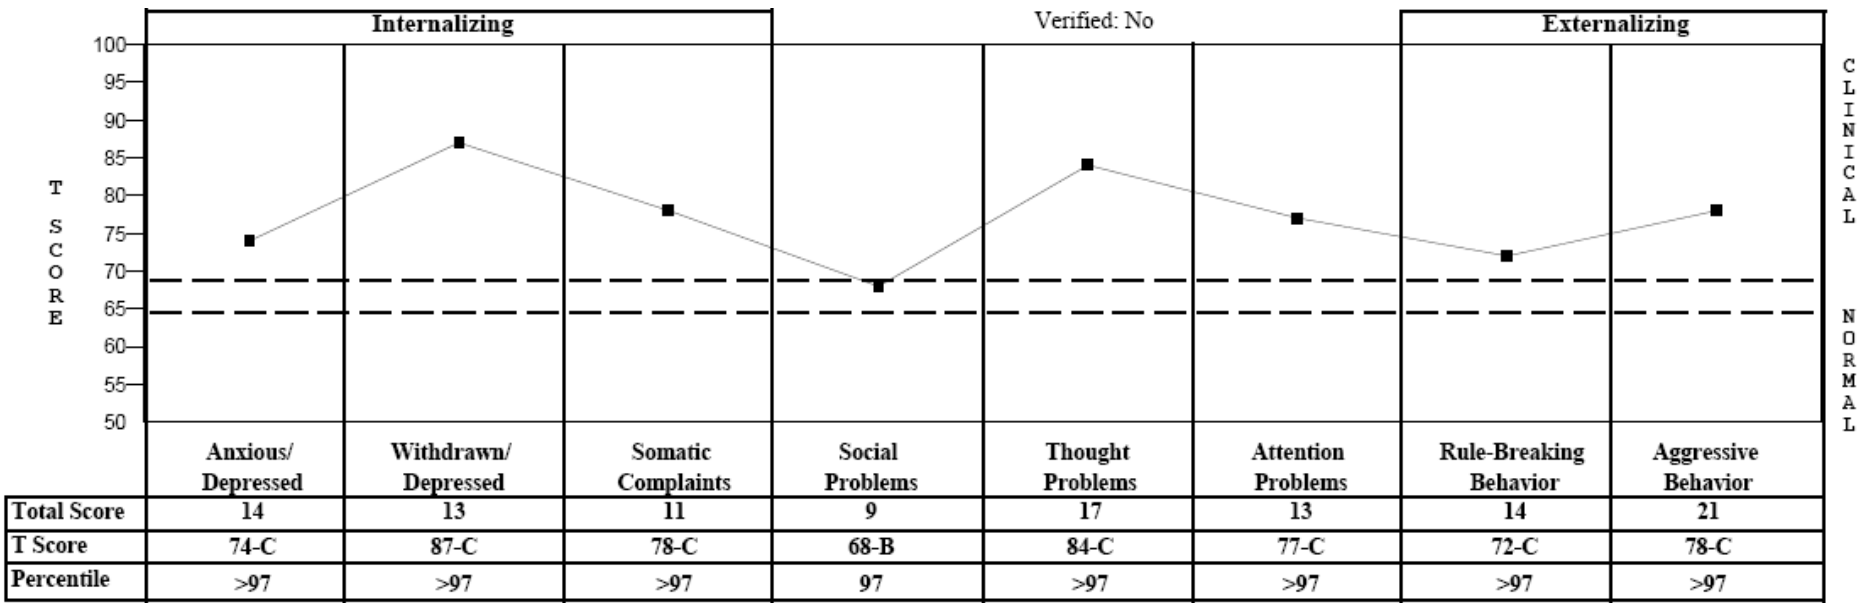 Internalizing
Verified: No
Externalizing
100
95
90
85
80
75
70
65
60
55
50
T SCORE
CLINICAL
NORMAL
Anxious/ Withdrawn/ Somatic Social Thought Attention Rule-Breaking Aggressive
Depressed Depressed Complaints Problems Problems Problems Behavior Behavior
Total Score 14 13 11 9 17 13 14 21
T Score 74-C 87-C 78-C 68-B 84-C 77-C 72-C 78-C
Percentile >97 >97 >97 97 >97 >97 >97 >97